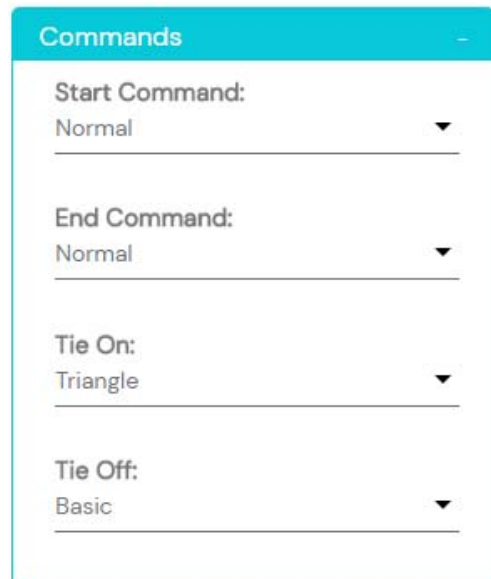 Commands
Start Command:
Normal
End Command:
Normal
Tie On:
Triangle
Tie Off:
Basic